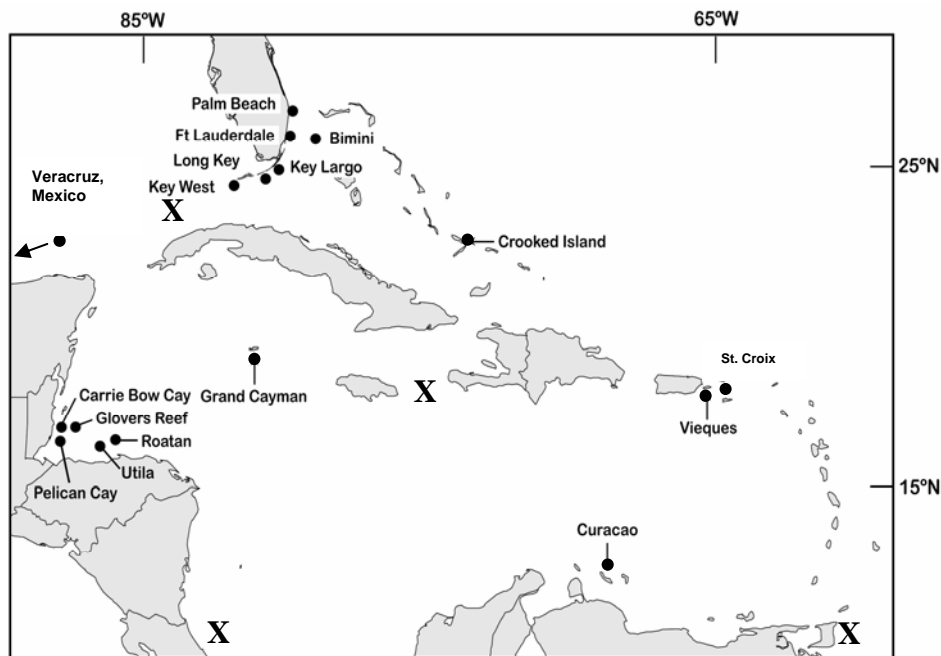 85ºW
65ºW
Palm Beach
Ft Lauderdale
Bimini
Long Key
Key Largo
25ºN
Veracruz,
Mexico
Key West
X
Crooked Island
St. Croix
Carrie Bow Cay
Grand Cayman
X
Glovers Reef
Vieques
Roatan
Utila
Pelican Cay
15ºN
Curacao
X
X